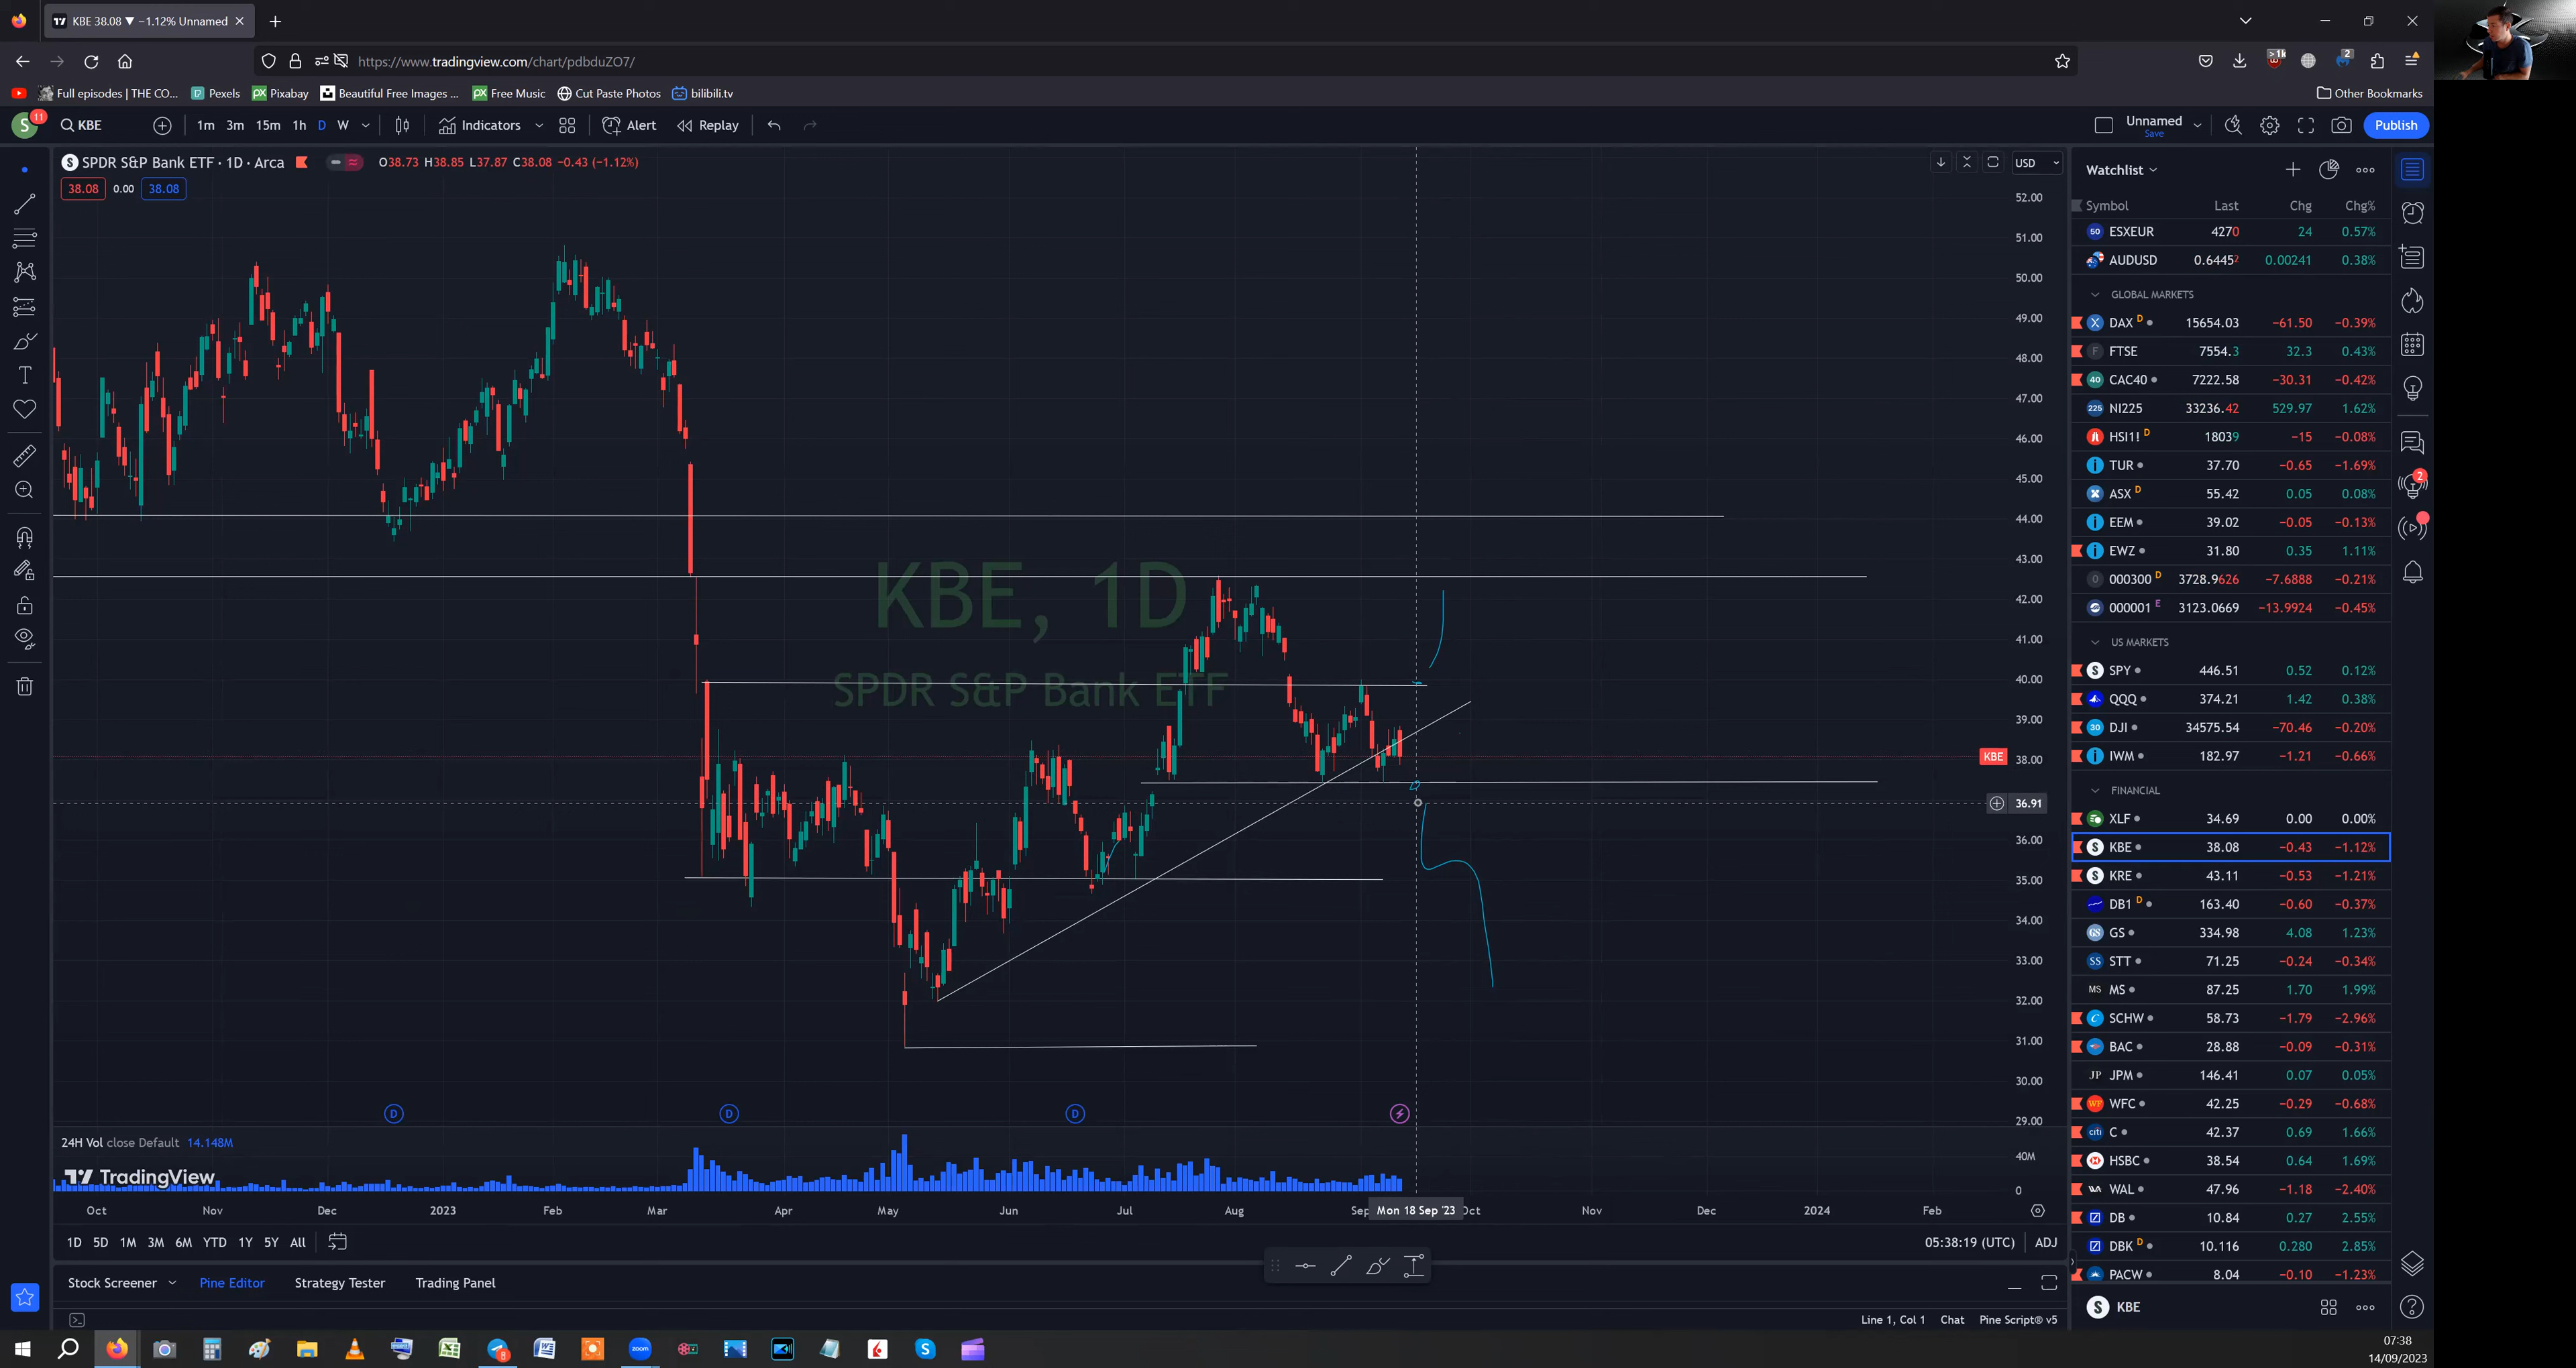 KBE 38.08 ▼ −1.12% Unnamed
https://www.tradingview.com/chart/pdbduZO7/
>1k
2
Full episodes | THE CO...
Pexels
Pixabay
Beautiful Free Images ...
Free Music
Cut Paste Photos
bilibili.tv
Other Bookmarks
S
11
KBE
1m 3m 15m 1h D W
Indicators
Alert
Replay
Unnamed
Save
Publish
SPDR S&P Bank ETF · 1D · Arca
O38.73 H38.85 L37.87 C38.08 −0.43 (−1.12%)
USD
38.08 0.00 38.08
KBE, 1D
SPDR S&P Bank ETF
52.00
51.00
50.00
49.00
48.00
47.00
46.00
45.00
44.00
43.00
42.00
41.00
40.00
39.00
KBE
38.00
36.91
36.00
35.00
34.00
33.00
32.00
31.00
30.00
29.00
40M
0
D D D
24H Vol close Default 14.148M
TradingView
Oct Nov Dec 2023 Feb Mar Apr May Jun Jul Aug Sep Mon 18 Sep '23 Oct Nov Dec 2024 Feb
1D 5D 1M 3M 6M YTD 1Y 5Y All
05:38:19 (UTC) ADJ
Stock Screener
Pine Editor
Strategy Tester
Trading Panel
Line 1, Col 1 Chat Pine Script® v5
Watchlist
Symbol Last Chg Chg%
ESXEUR 4270 24 0.57%
AUDUSD 0.6445² 0.00241 0.38%
GLOBAL MARKETS
DAX D 15654.03 −61.50 −0.39%
FTSE 7554.3 32.3 0.43%
CAC40 7222.58 −30.31 −0.42%
NI225 33236.42 529.97 1.62%
HSI1! D 18039 −15 −0.08%
TUR 37.70 −0.65 −1.69%
ASX D 55.42 0.05 0.08%
EEM 39.02 −0.05 −0.13%
EWZ 31.80 0.35 1.11%
000300 D 3728.9626 −7.6888 −0.21%
000001 E 3123.0669 −13.9924 −0.45%
US MARKETS
SPY 446.51 0.52 0.12%
QQQ 374.21 1.42 0.38%
DJI 34575.54 −70.46 −0.20%
IWM 182.97 −1.21 −0.66%
FINANCIAL
XLF 34.69 0.00 0.00%
KBE 38.08 −0.43 −1.12%
KRE 43.11 −0.53 −1.21%
DB1 D 163.40 −0.60 −0.37%
GS 334.98 4.08 1.23%
STT 71.25 −0.24 −0.34%
MS 87.25 1.70 1.99%
SCHW 58.73 −1.79 −2.96%
BAC 28.88 −0.09 −0.31%
JPM 146.41 0.07 0.05%
WFC 42.25 −0.29 −0.68%
C 42.37 0.69 1.66%
HSBC 38.54 0.64 1.69%
WAL 47.96 −1.18 −2.40%
DB 10.84 0.27 2.55%
DBK D 10.116 0.280 2.85%
PACW 8.04 −0.10 −1.23%
KBE
2
07:38
14/09/2023